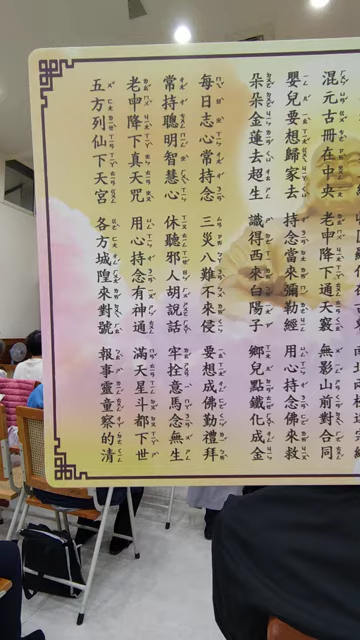 混元古冊在中央 老申降下通天竅 無影山前對合同
嬰兒要想歸家去 持念當來彌勒經 用心持念佛來救
朵朵金蓮去超生 識得西來白陽子 鄉兒點鐵化成金
每日志心常持念 三災八難不來侵 要想成佛勤禮拜
常持聰明智慧心 休聽邪人胡說話 牢拴意馬念無生
老申降下真天咒 用心持念有神通 滿天星斗都下世
五方列仙下天宮 各方城隍來對號 報事靈童察的清